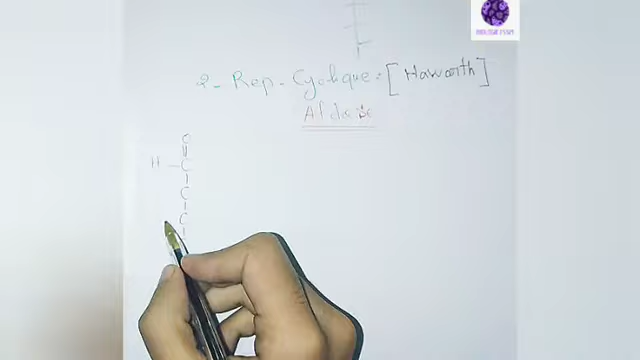 2- Rep. Cyclique: [Haworth]
Aldose
O
H - C
C
C